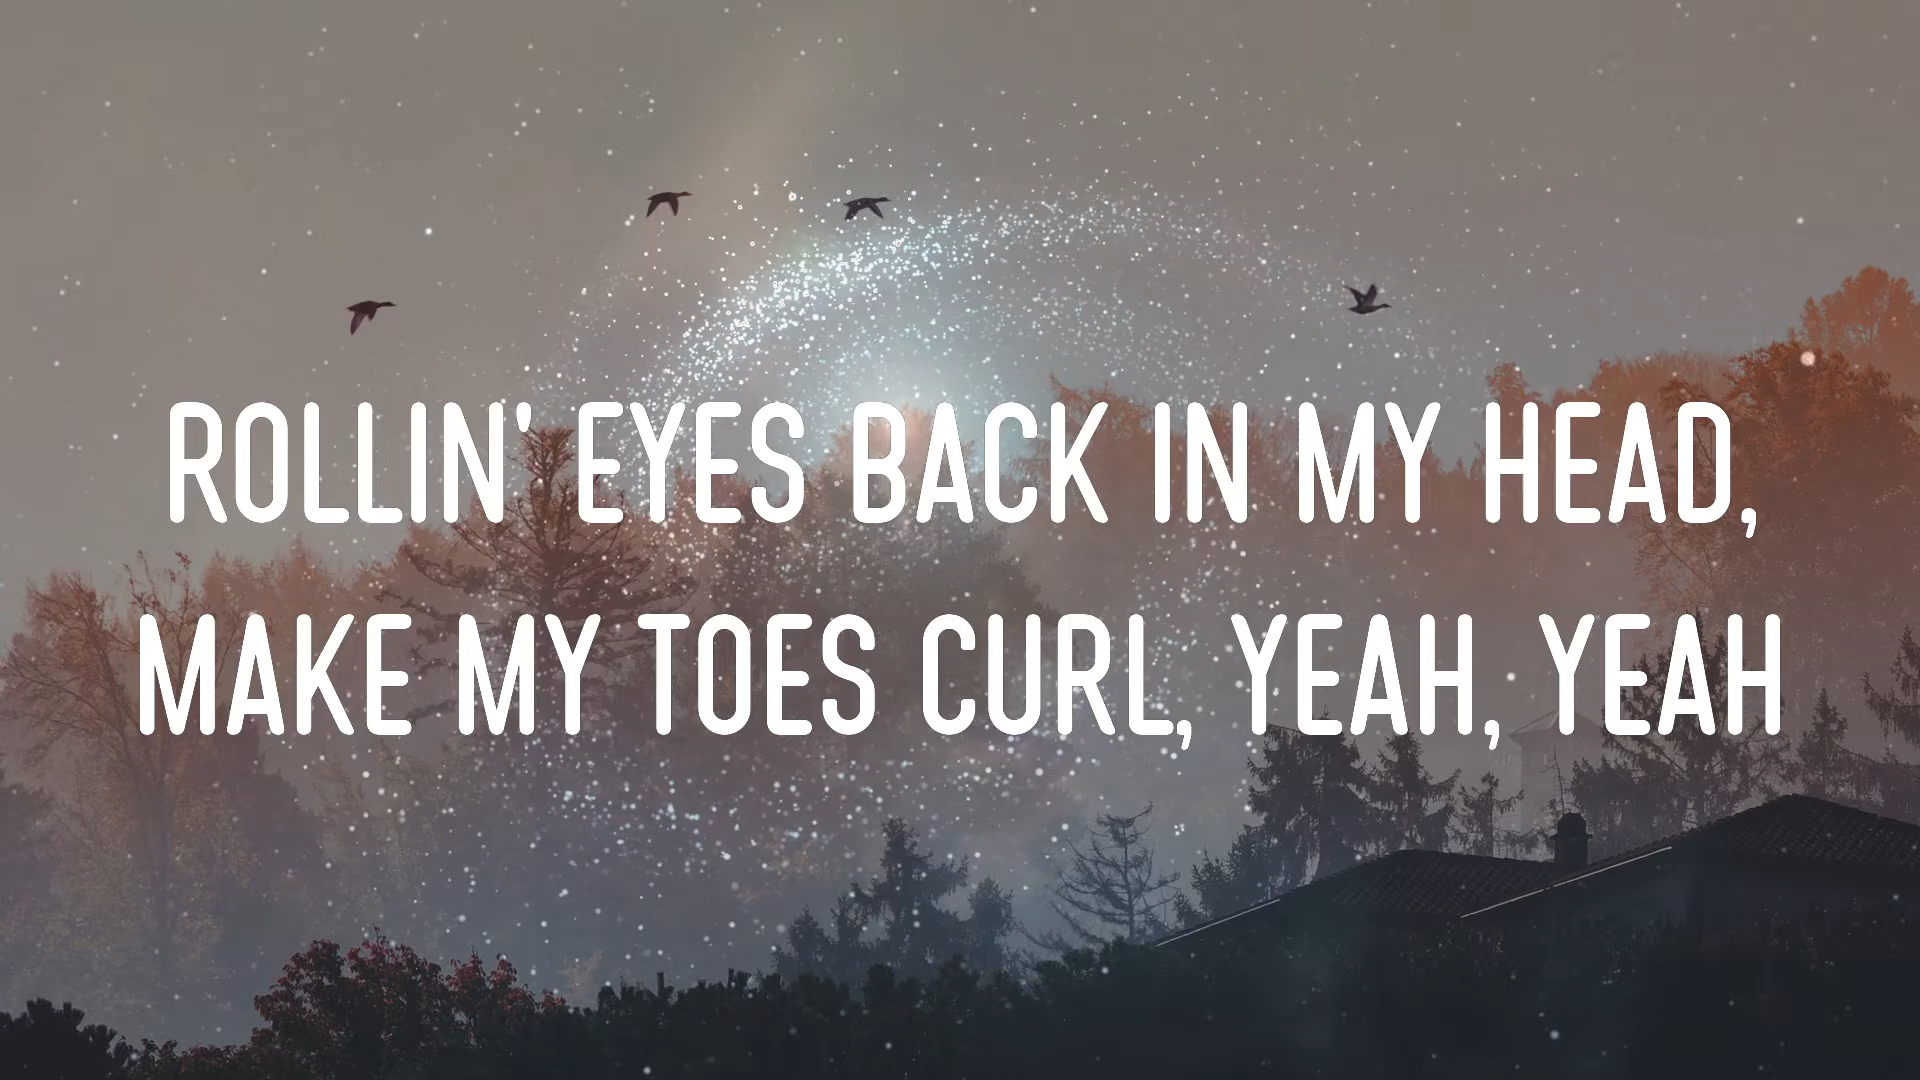 ROLLIN' EYES BACK IN MY HEAD,
MAKE MY TOES CURL, YEAH, YEAH